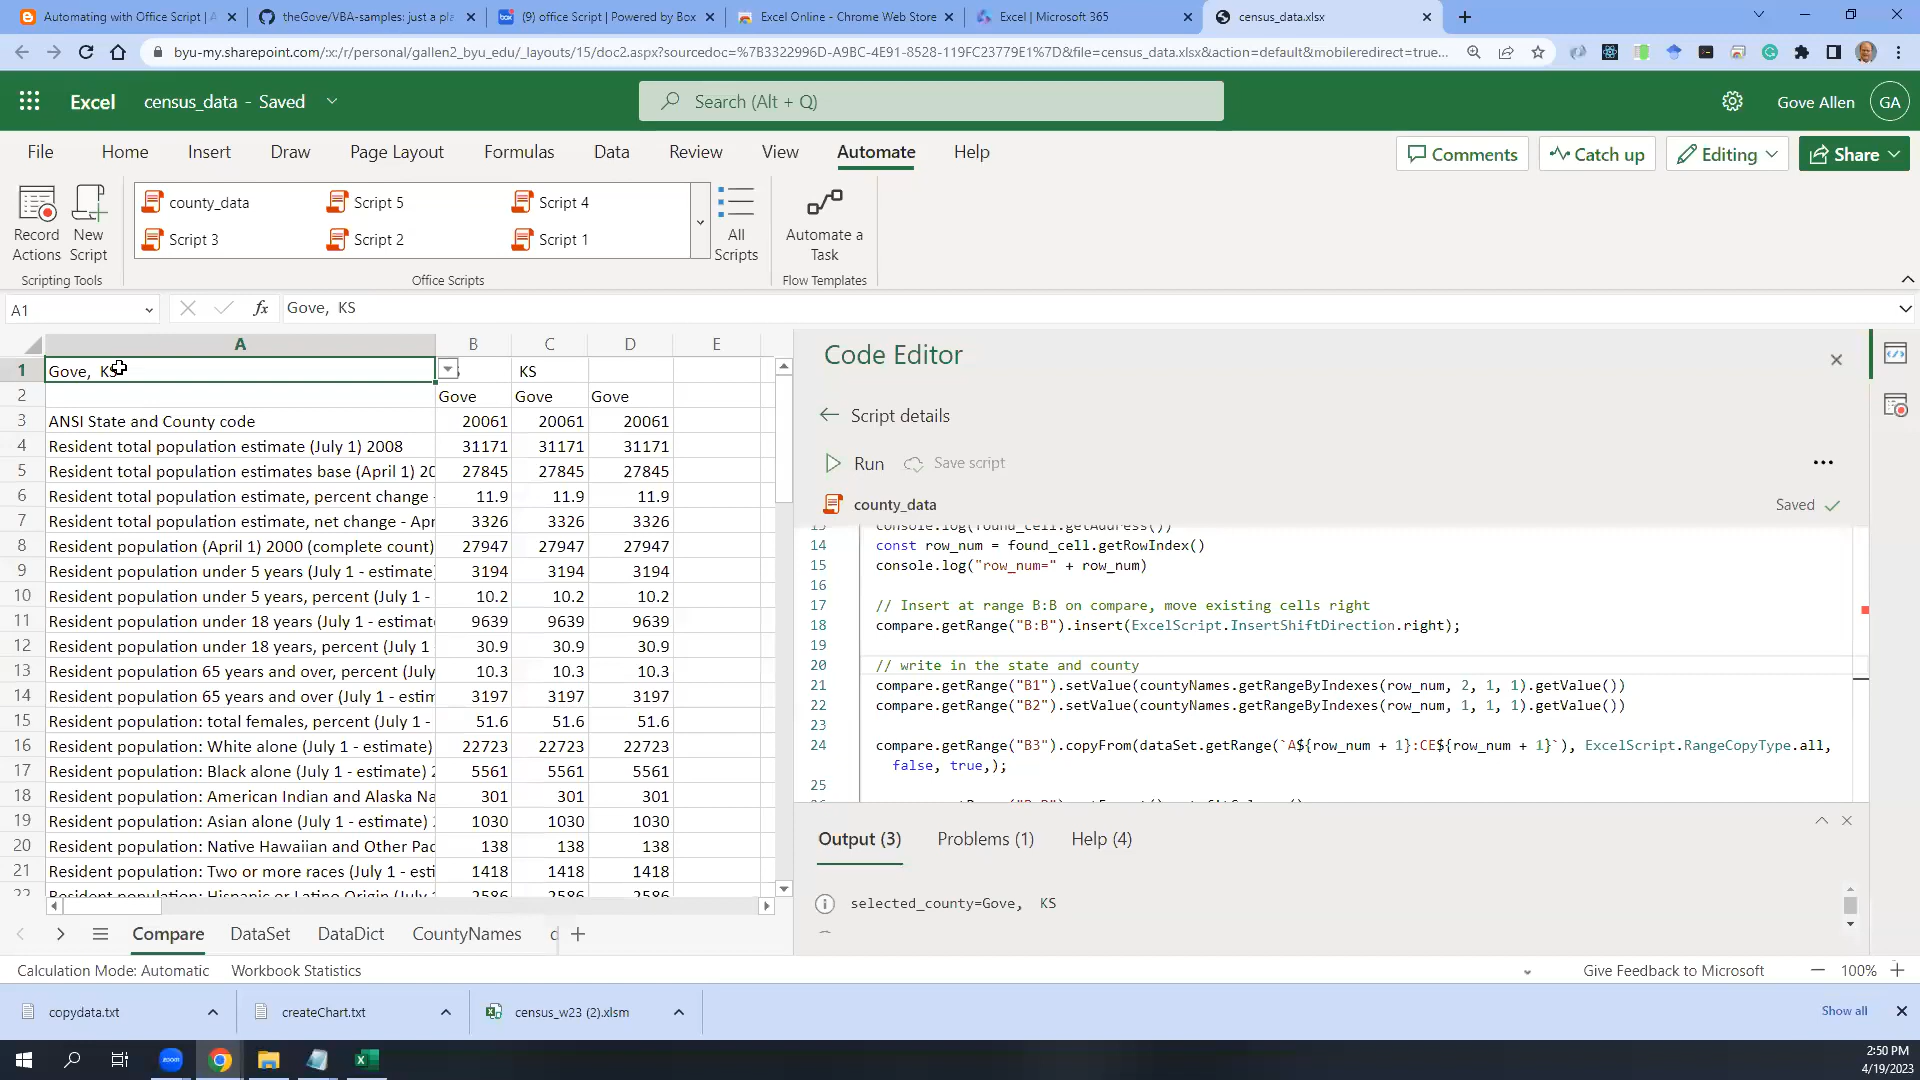 Automating with Office Script | A
theGove/VBA-samples: just a pla
(9) office Script | Powered by Box
Excel Online - Chrome Web Store
Excel | Microsoft 365
census_data.xlsx
byu-my.sharepoint.com/:x:/r/personal/gallen2_byu_edu/_layouts/15/doc2.aspx?sourcedoc=%7B3322996D-A9BC-4E91-8528-119FC23779E1%7D&file=census_data.xlsx&action=default&mobileredirect=true...
Excel
census_data - Saved
Search (Alt + Q)
Gove Allen
GA
File Home Insert Draw Page Layout Formulas Data Review View Automate Help
Comments
Catch up
Editing
Share
Record Actions
New Script
county_data Script 5 Script 4
Script 3 Script 2 Script 1
All Scripts
Automate a Task
Scripting Tools
Office Scripts
Flow Templates
A1
fx
Gove, KS
A B C D E
1 Gove, KS KS
2 Gove Gove Gove
3 ANSI State and County code 20061 20061 20061
4 Resident total population estimate (July 1) 2008 31171 31171 31171
5 Resident total population estimates base (April 1) 20 27845 27845 27845
6 Resident total population estimate, percent change 11.9 11.9 11.9
7 Resident total population estimate, net change - Apr 3326 3326 3326
8 Resident population (April 1) 2000 (complete count) 27947 27947 27947
9 Resident population under 5 years (July 1 - estimate) 3194 3194 3194
10 Resident population under 5 years, percent (July 1 - 10.2 10.2 10.2
11 Resident population under 18 years (July 1 - estimat 9639 9639 9639
12 Resident population under 18 years, percent (July 1 30.9 30.9 30.9
13 Resident population 65 years and over, percent (July 10.3 10.3 10.3
14 Resident population 65 years and over (July 1 - estim 3197 3197 3197
15 Resident population: total females, percent (July 1 - 51.6 51.6 51.6
16 Resident population: White alone (July 1 - estimate) 22723 22723 22723
17 Resident population: Black alone (July 1 - estimate) 2 5561 5561 5561
18 Resident population: American Indian and Alaska Na 301 301 301
19 Resident population: Asian alone (July 1 - estimate) 1030 1030 1030
20 Resident population: Native Hawaiian and Other Pac 138 138 138
21 Resident population: Two or more races (July 1 - esti 1418 1418 1418
22 Resident population: Hispanic or Latino Origin (July 2586 2586 2586
Compare DataSet DataDict CountyNames
Code Editor
Script details
Run
Save script
county_data
Saved
console.log(found_cell.getAddress())
14 const row_num = found_cell.getRowIndex()
15 console.log("row_num=" + row_num)
16
17 // Insert at range B:B on compare, move existing cells right
18 compare.getRange("B:B").insert(ExcelScript.InsertShiftDirection.right);
19
20 // write in the state and county
21 compare.getRange("B1").setValue(countyNames.getRangeByIndexes(row_num, 2, 1, 1).getValue())
22 compare.getRange("B2").setValue(countyNames.getRangeByIndexes(row_num, 1, 1, 1).getValue())
23
24 compare.getRange("B3").copyFrom(dataSet.getRange(`A${row_num + 1}:CE${row_num + 1}`), ExcelScript.RangeCopyType.all,
false, true,);
25
Output (3) Problems (1) Help (4)
selected_county=Gove, KS
Calculation Mode: Automatic Workbook Statistics
Give Feedback to Microsoft
100%
copydata.txt
createChart.txt
census_w23 (2).xlsm
Show all
zoom
2:50 PM
4/19/2023